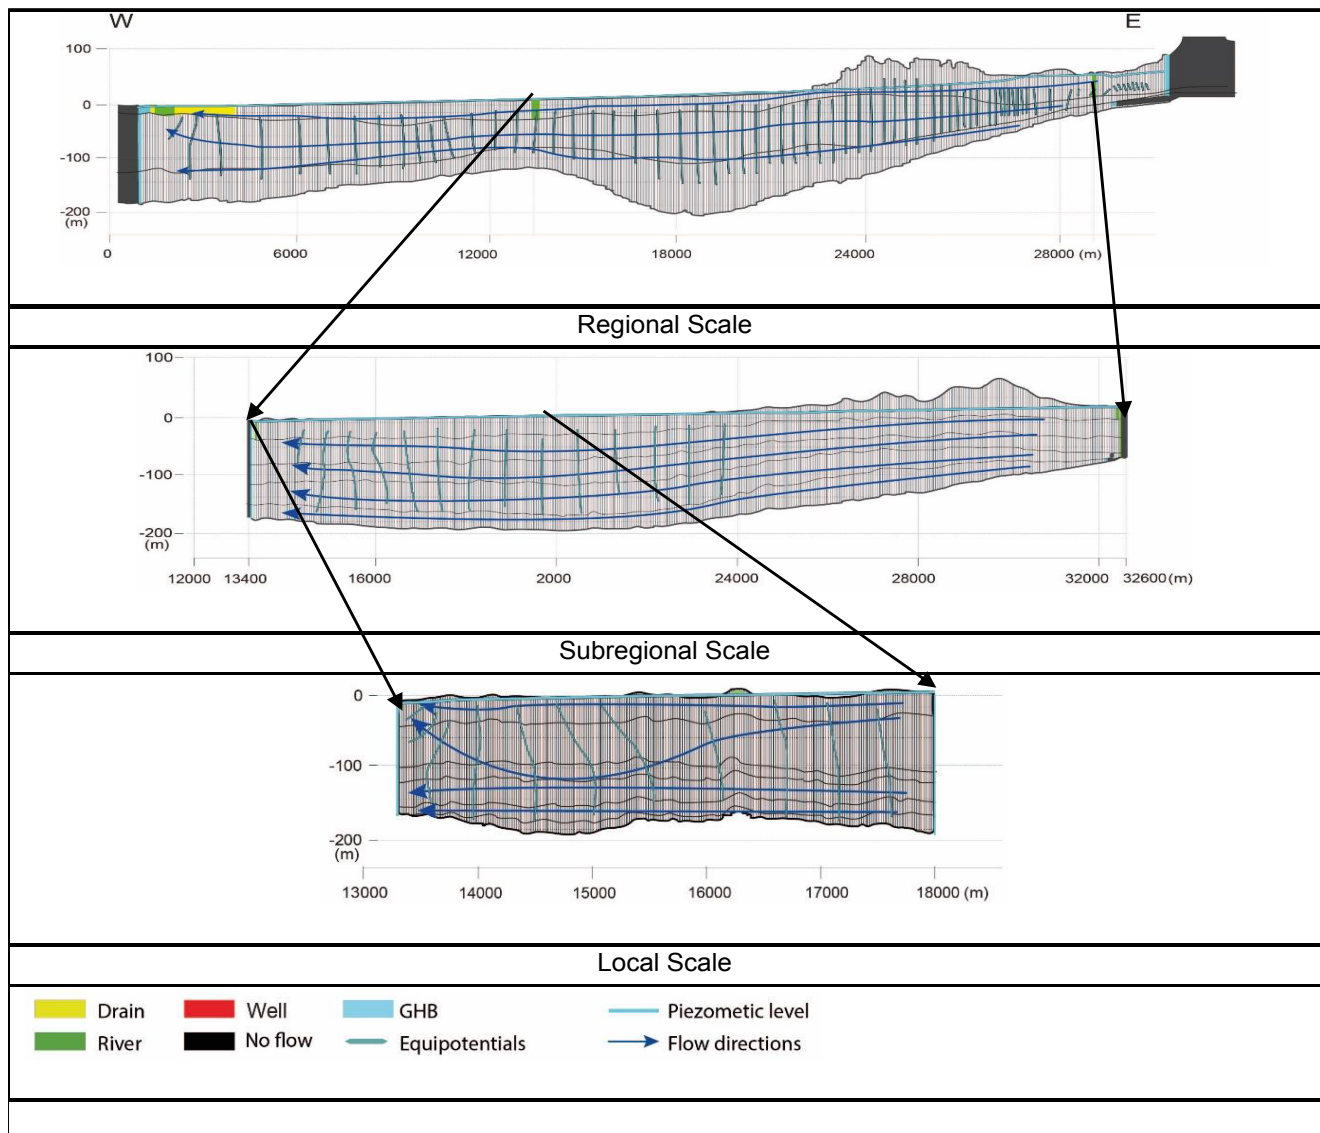 W E
100
0
-100
-200
(m)
0 6000 12000 18000 24000 28000 (m)
Regional Scale
100
0
-100
-200
(m)
12000 13400 16000 2000 24000 28000 32000 32600 (m)
Subregional Scale
0
-100
-200
(m)
13000 14000 15000 16000 17000 18000 (m)
Local Scale
Drain Well GHB Piezometic level
River No flow Equipotentials Flow directions